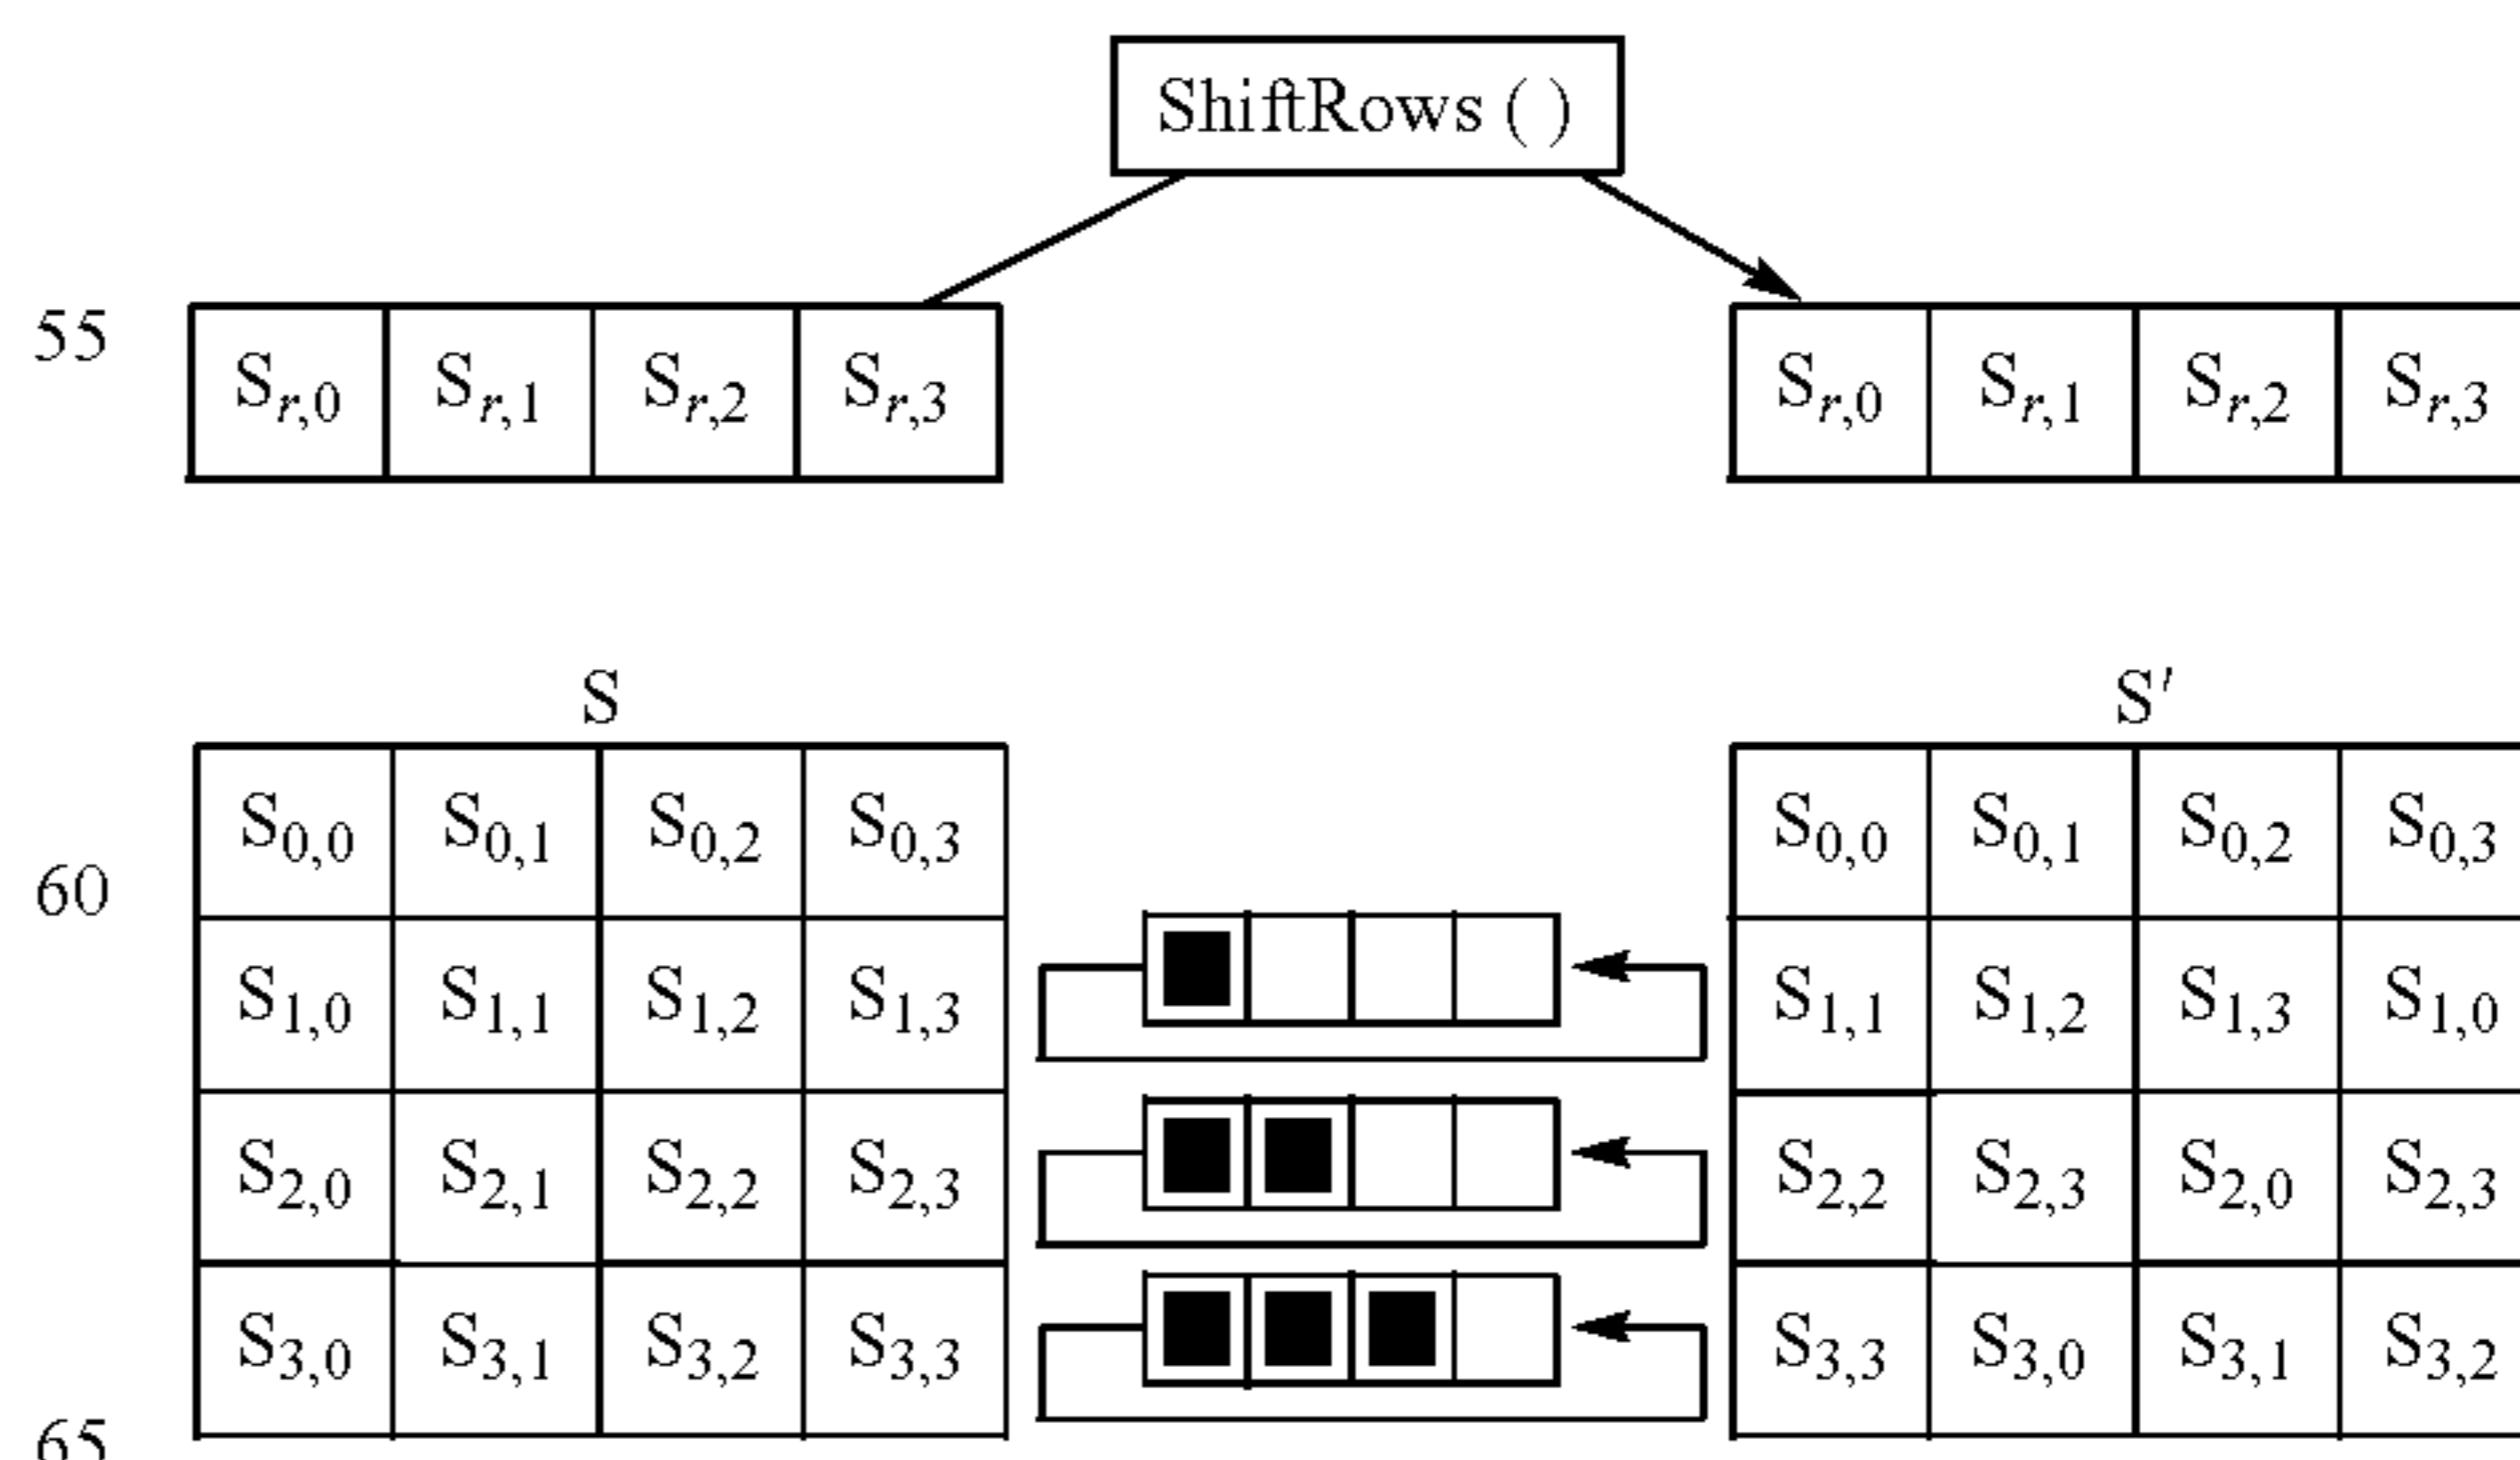 ShiftRows ( )
55
Sr,0 Sr,1 Sr,2 Sr,3 Sr,0 Sr,1 Sr,2 Sr,3
S S′
S0,0 S0,1 S0,2 S0,3 S0,0 S0,1 S0,2 S0,3
60
S1,0 S1,1 S1,2 S1,3 S1,1 S1,2 S1,3 S1,0
S2,0 S2,1 S2,2 S2,3 S2,2 S2,3 S2,0 S2,3
S3,0 S3,1 S3,2 S3,3 S3,3 S3,0 S3,1 S3,2
65